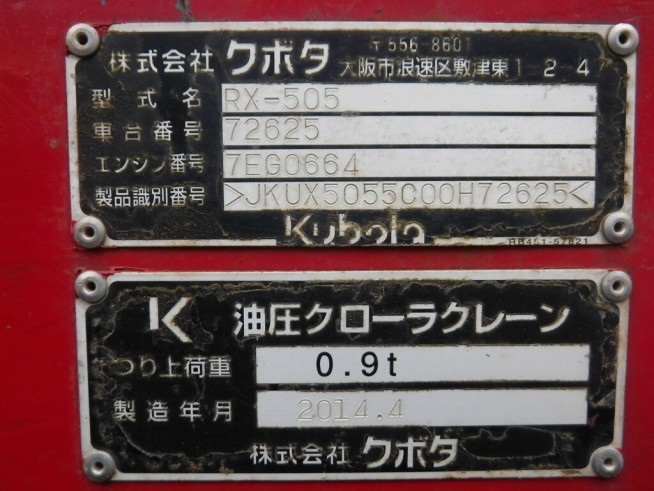 株式会社 クボタ 〒556-8601
大阪市浪速区敷津東1-2-47
型式名 RX-505
車台番号 72625
エンジン番号 7EG0664
製品識別番号 >JKUX5055C00H72625<
Kubota
RB451-57821
K 油圧クローラクレーン
つり上荷重 0.9t
製造年月 2014.4
株式会社 クボタ